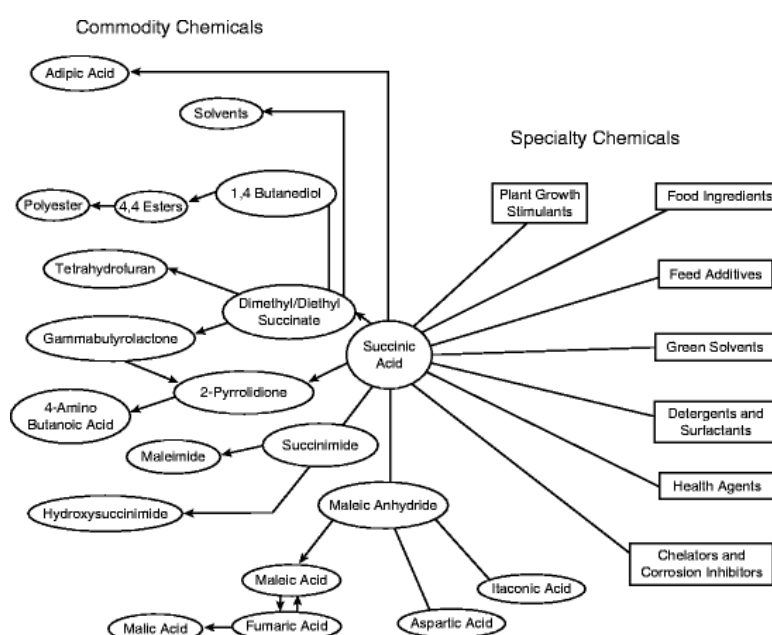 Commodity Chemicals
Adipic Acid
Solvents
Specialty Chemicals
1,4 Butanediol
Plant Growth
Stimulants
Food Ingredients
Polyester
4,4 Esters
Tetrahydrofuran
Feed Additives
Dimethyl/Diethyl
Succinate
Gammabutyrolactone
Succinic
Acid
Green Solvents
2-Pyrrolidione
4-Amino
Butanoic Acid
Detergents and
Surfactants
Succinimide
Maleimide
Health Agents
Hydroxysuccinimide
Maleic Anhydride
Chelators and
Corrosion Inhibitors
Maleic Acid
Itaconic Acid
Malic Acid
Fumaric Acid
Aspartic Acid